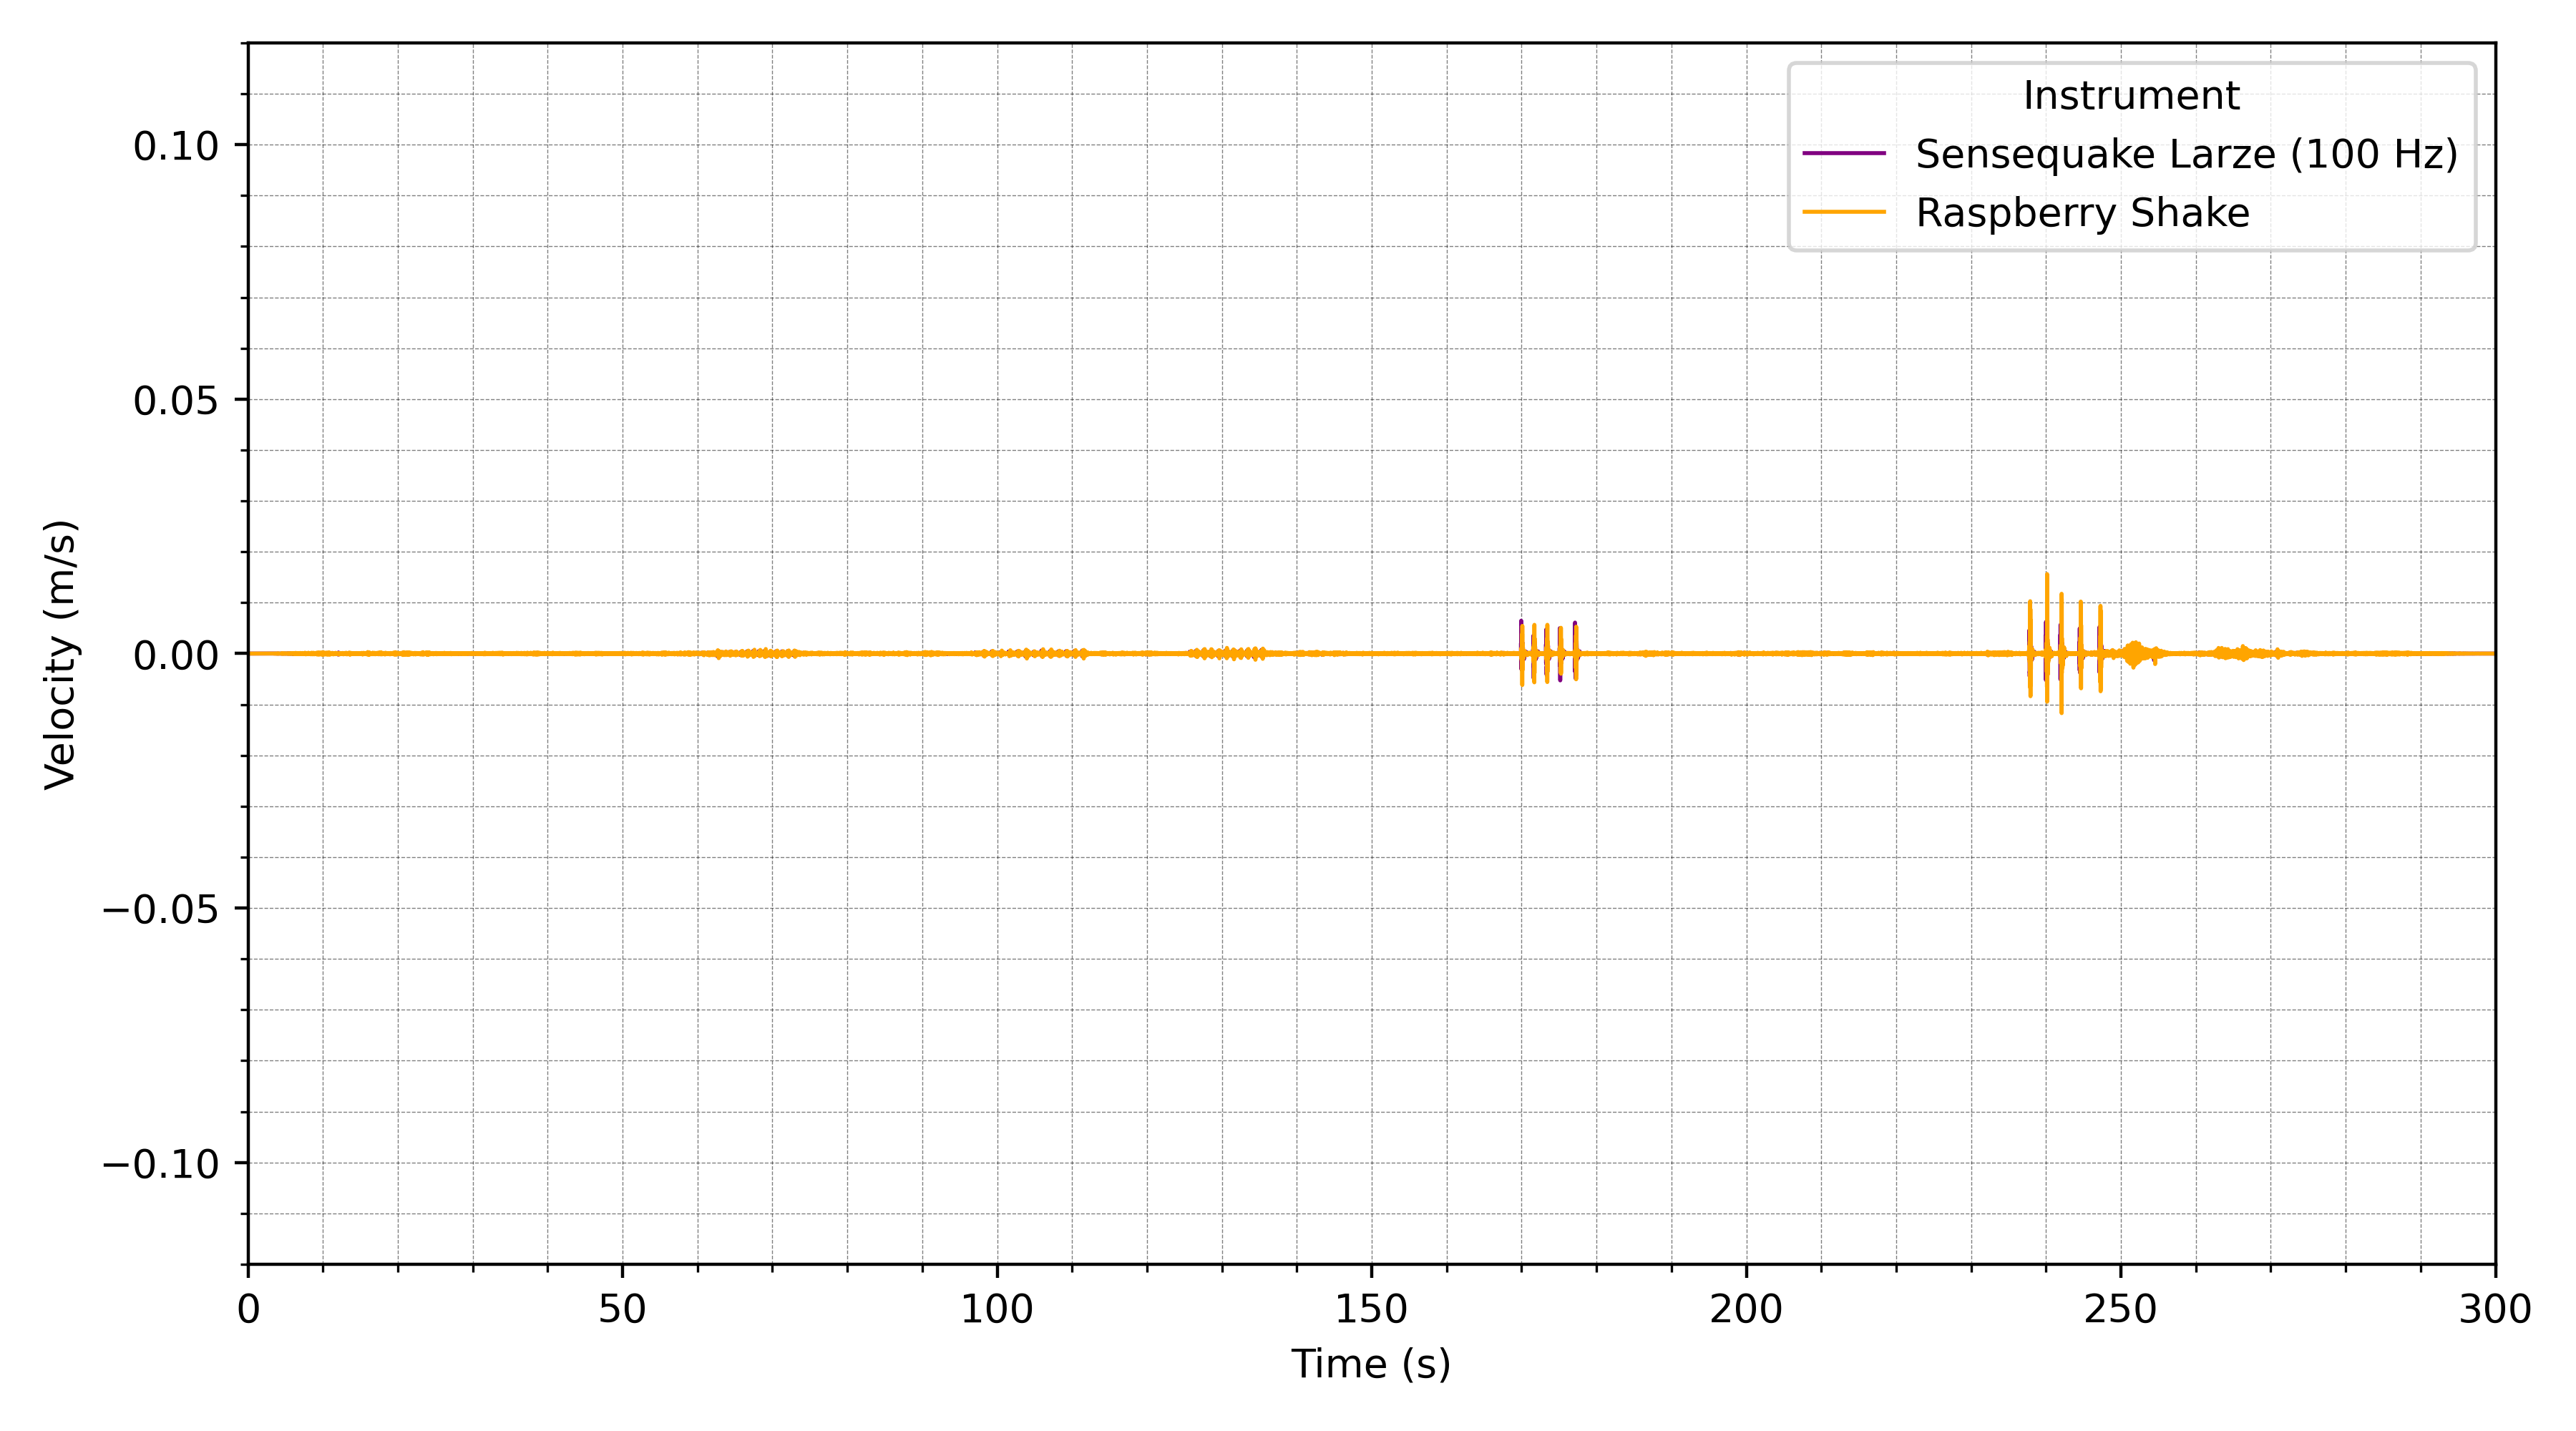 Instrument
Sensequake Larze (100 Hz)
Raspberry Shake
0.10
0.05
0.00
−0.05
−0.10
Velocity (m/s)
0 50 100 150 200 250 300
Time (s)